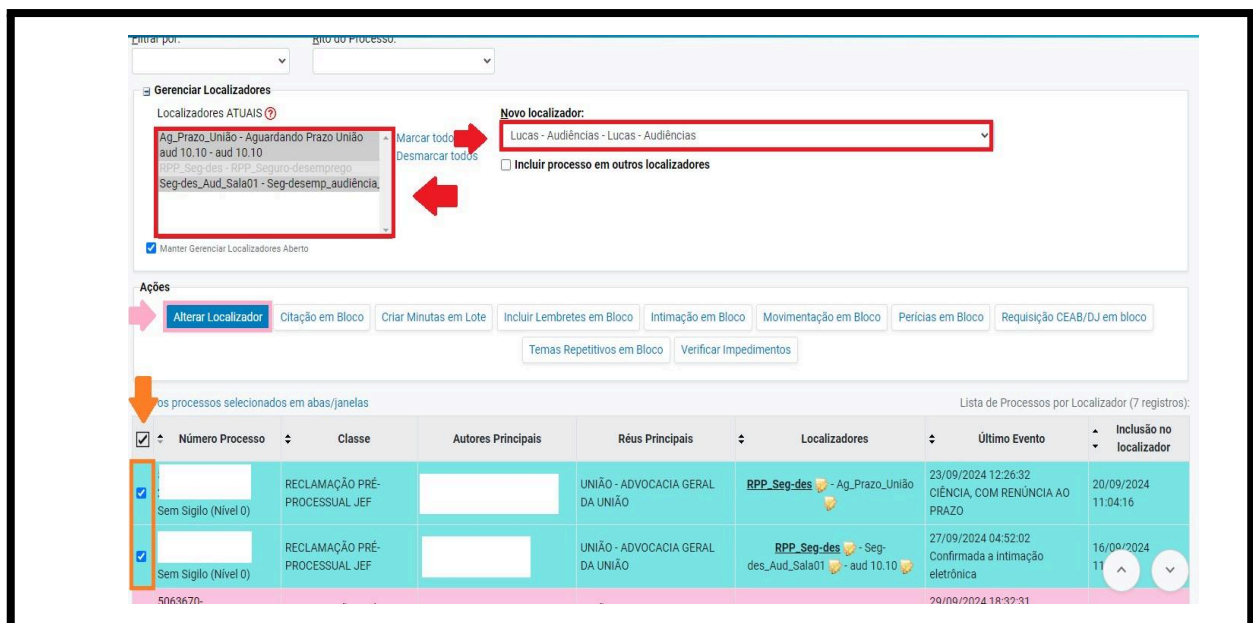 Filtrar por: Rito do Processo:
Gerenciar Localizadores
Localizadores ATUAIS Novo localizador:
Ag_Prazo_União - Aguardando Prazo União Marcar todo Lucas - Audiências - Lucas - Audiências
aud 10.10 - aud 10.10 Desmarcar todos
RPP_Seg-des - RPP_Seguro-desemprego Incluir processo em outros localizadores
Seg-des_Aud_Sala01 - Seg-desemp_audiência_
Manter Gerenciar Localizadores Aberto
Ações
Alterar Localizador Citação em Bloco Criar Minutas em Lote Incluir Lembretes em Bloco Intimação em Bloco Movimentação em Bloco Perícias em Bloco Requisição CEAB/DJ em bloco
Temas Repetitivos em Bloco Verificar Impedimentos
os processos selecionados em abas/janelas Lista de Processos por Localizador (7 registros):
Número Processo Classe Autores Principais Réus Principais Localizadores Último Evento Inclusão no
localizador
RECLAMAÇÃO PRÉ- UNIÃO - ADVOCACIA GERAL RPP_Seg-des - Ag_Prazo_União 23/09/2024 12:26:32 20/09/2024
PROCESSUAL JEF DA UNIÃO CIÊNCIA, COM RENÚNCIA AO 11:04:16
Sem Sigilo (Nível 0) PRAZO
RECLAMAÇÃO PRÉ- UNIÃO - ADVOCACIA GERAL RPP_Seg-des - Seg- 27/09/2024 04:52:02 16/09/2024
PROCESSUAL JEF DA UNIÃO des_Aud_Sala01 - aud 10.10 Confirmada a intimação 11
Sem Sigilo (Nível 0) eletrônica
5063670- 29/09/2024 18:32:31